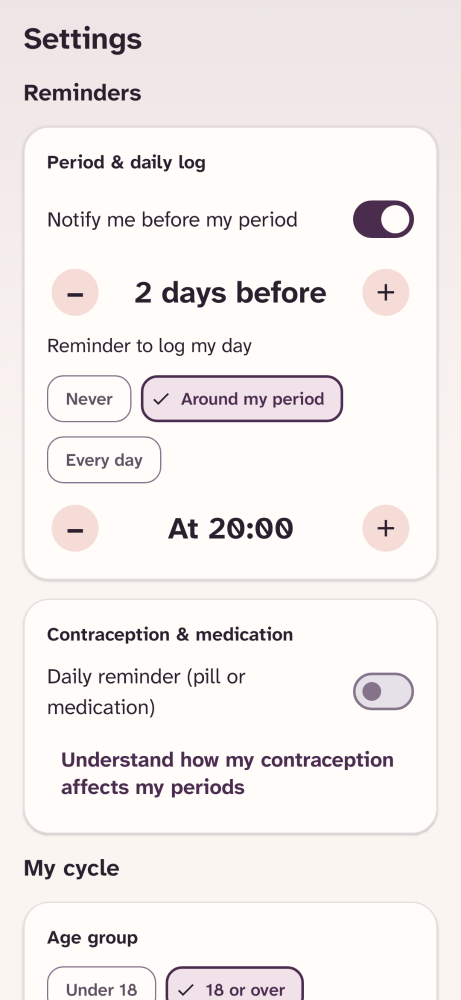 Settings
Reminders
Period & daily log
Notify me before my period
– 2 days before +
Reminder to log my day
Never
✓ Around my period
Every day
– At 20:00 +
Contraception & medication
Daily reminder (pill or
medication)
Understand how my contraception
affects my periods
My cycle
Age group
Under 18
✓ 18 or over